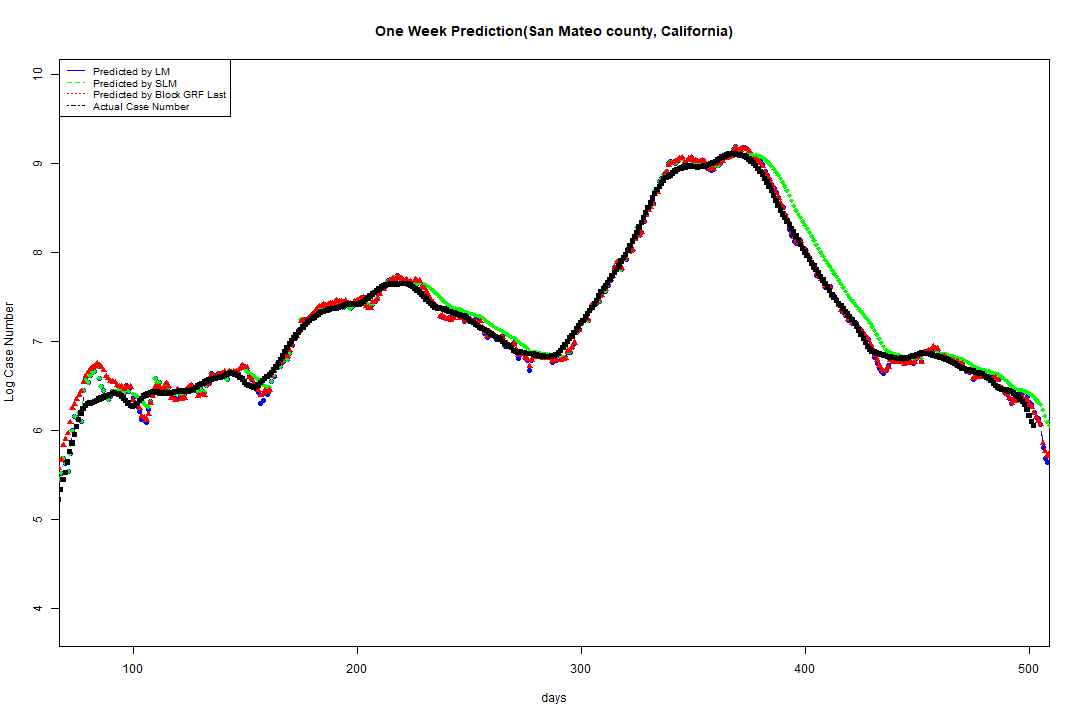 One Week Prediction(San Mateo county, California)
Predicted by LM
Predicted by SLM
Predicted by Block GRF Last
Actual Case Number
Log Case Number
10
9
8
7
6
5
4
100 200 300 400 500
days